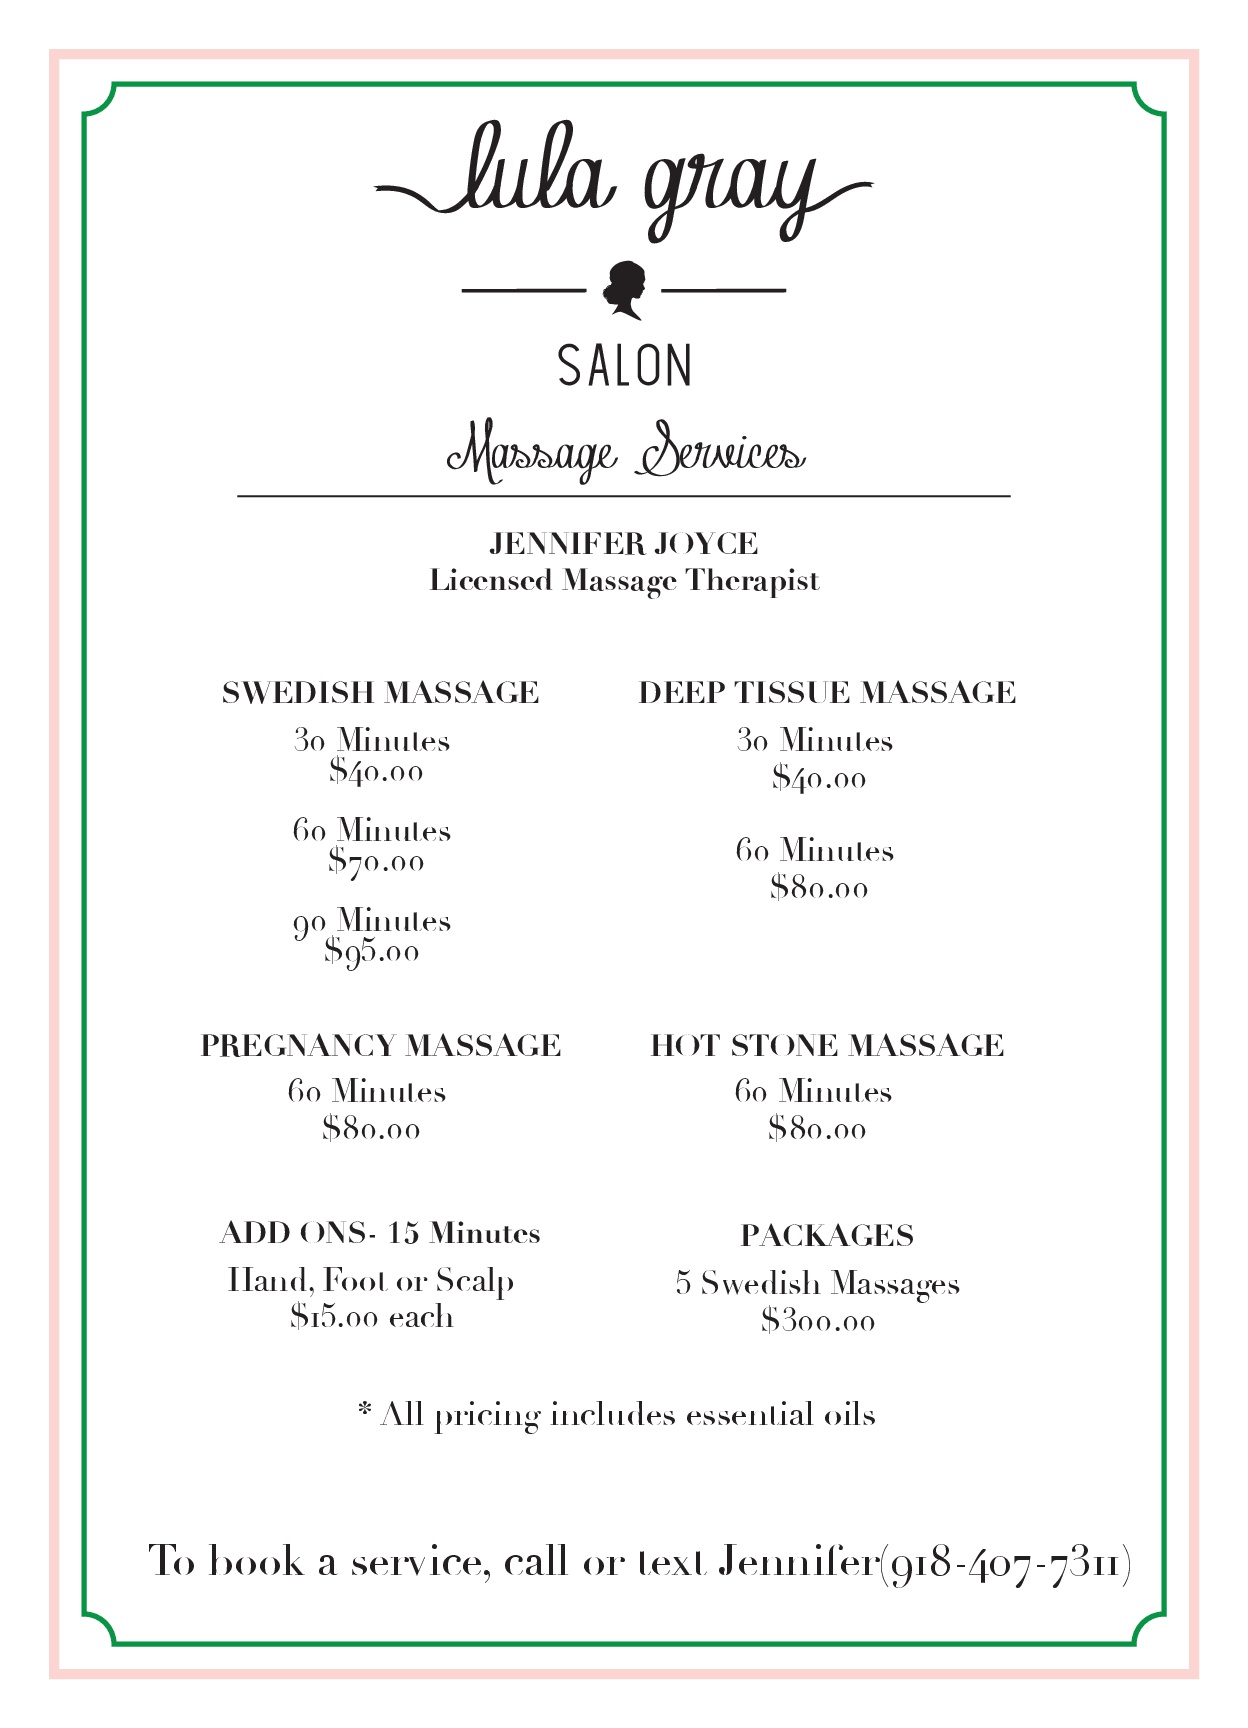 lula gray
SALON
Massage Services
JENNIFER JOYCE
Licensed Massage Therapist
SWEDISH MASSAGE
30 Minutes
$40.00
60 Minutes
$70.00
90 Minutes
$95.00
DEEP TISSUE MASSAGE
30 Minutes
$40.00
60 Minutes
$80.00
PREGNANCY MASSAGE
60 Minutes
$80.00
HOT STONE MASSAGE
60 Minutes
$80.00
ADD ONS- 15 Minutes
Hand, Foot or Scalp
$15.00 each
PACKAGES
5 Swedish Massages
$300.00
* All pricing includes essential oils
To book a service, call or text Jennifer(918-407-7311)